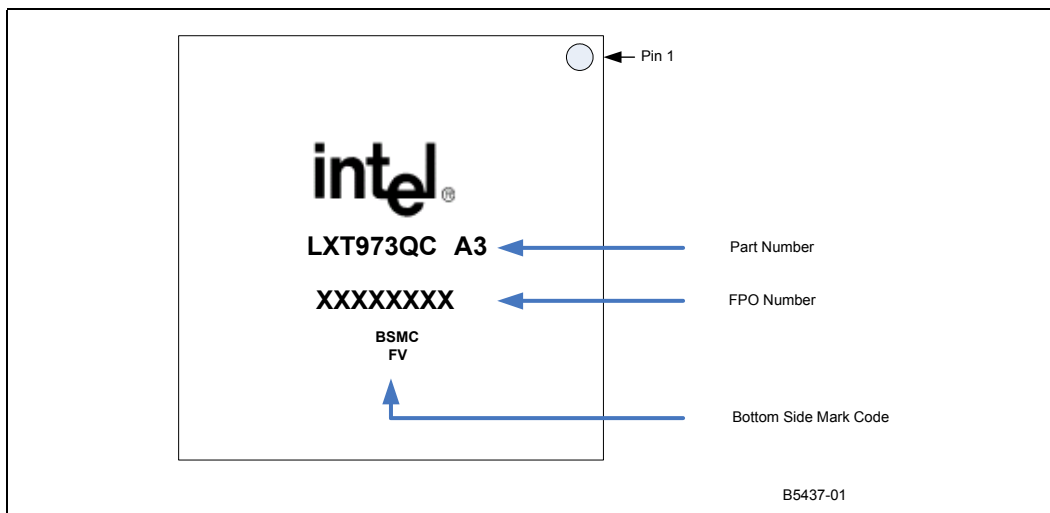 Pin 1
intel®
LXT973QC A3
Part Number
XXXXXXXX
FPO Number
BSMC
FV
Bottom Side Mark Code
B5437-01